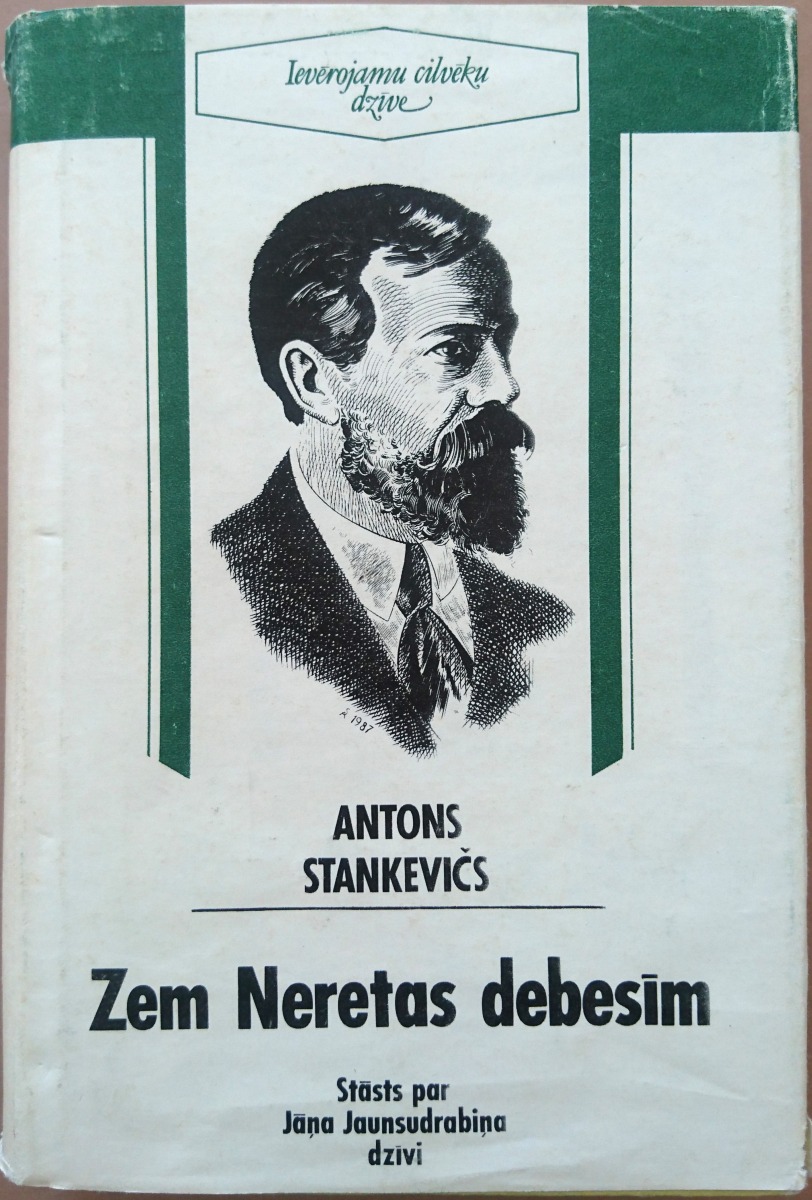 Ievērojamu cilvēku
dzīve
Ā 1987
ANTONS
STANKEVIČS
Zem Neretas debesīm
Stāsts par
Jāņa Jaunsudrabiņa
dzīvi